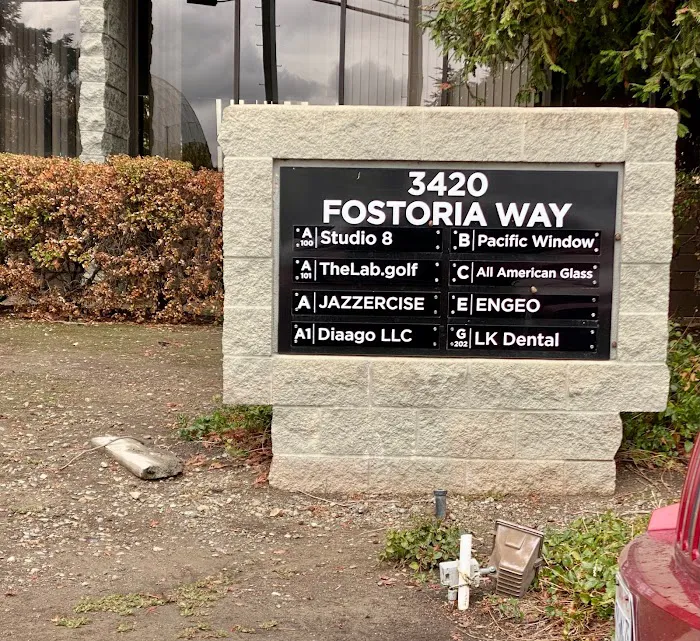 3420
FOSTORIA WAY
A 100 Studio 8
B Pacific Window
A 101 TheLab.golf
C All American Glass
A JAZZERCISE
E ENGEO
A1 Diaago LLC
G 202 LK Dental